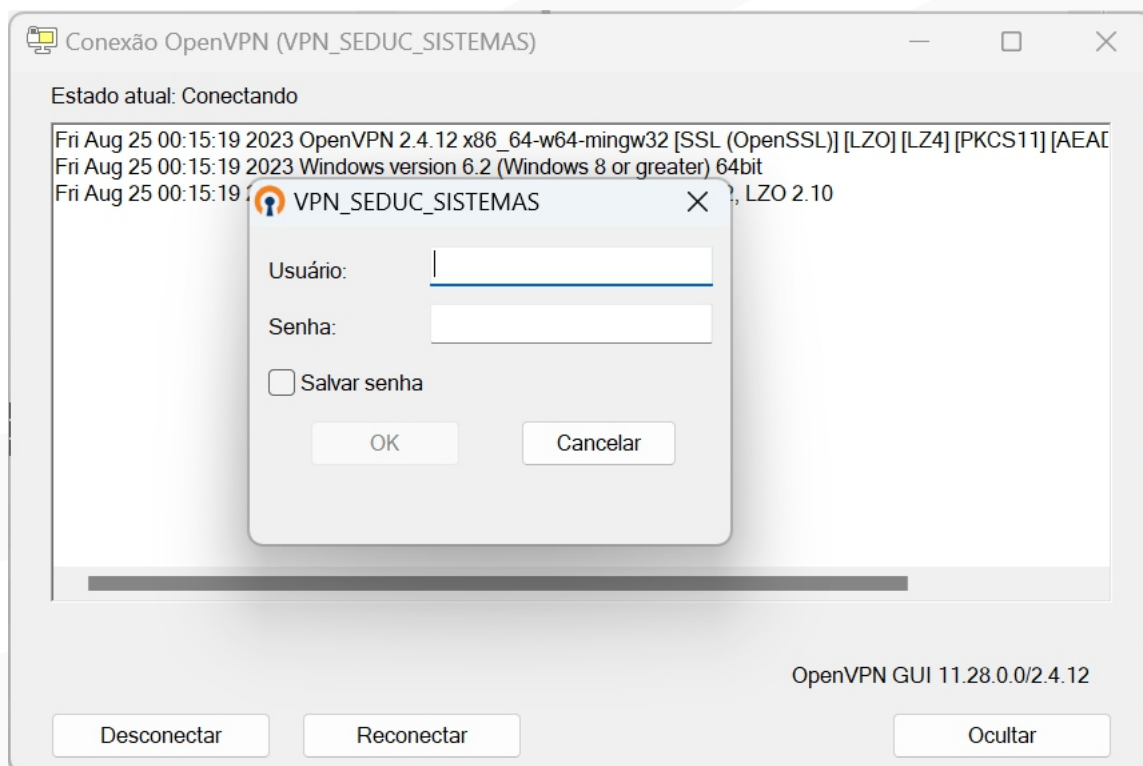 Conexão OpenVPN (VPN_SEDUC_SISTEMAS)
Estado atual: Conectando
Fri Aug 25 00:15:19 2023 OpenVPN 2.4.12 x86_64-w64-mingw32 [SSL (OpenSSL)] [LZO] [LZ4] [PKCS11] [AEAD
Fri Aug 25 00:15:19 2023 Windows version 6.2 (Windows 8 or greater) 64bit
Fri Aug 25 00:15:19 , LZO 2.10
VPN_SEDUC_SISTEMAS
Usuário:
Senha:
Salvar senha
OK Cancelar
OpenVPN GUI 11.28.0.0/2.4.12
Desconectar Reconectar Ocultar